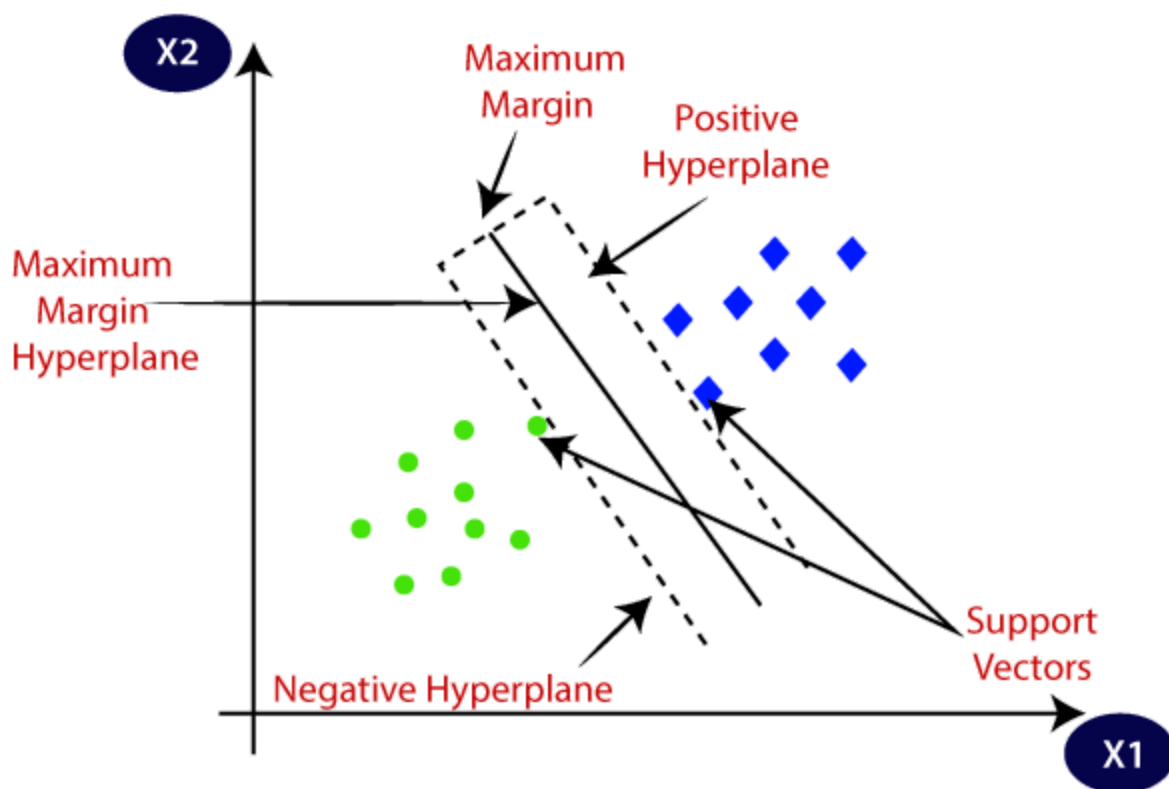 X2
Maximum
Margin
Positive
Hyperplane
Maximum
Margin
Hyperplane
Support
Vectors
Negative Hyperplane
X1